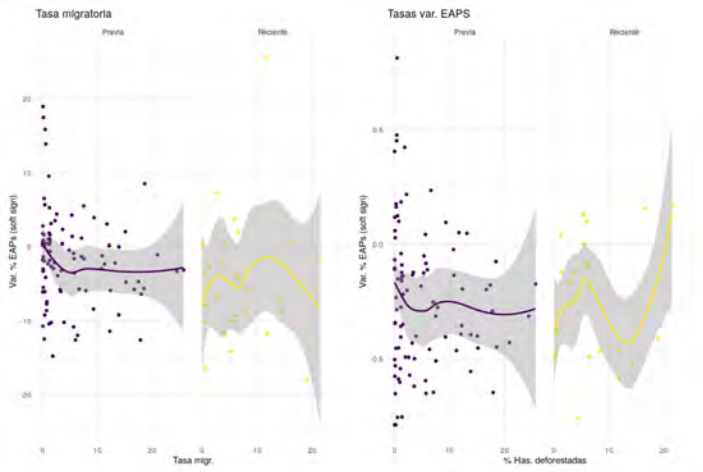 Tasa migratoria
Previa
Reciente
20
10
0
-10
-20
Var. % EAPs (soft sign)
0
10
20
0
10
20
Tasa migr.
Tasas var. EAPS
Previa
Reciente
0.5
0.0
-0.5
Var. % EAPs (soft sign)
0
10
20
0
10
20
% Has. deforestadas